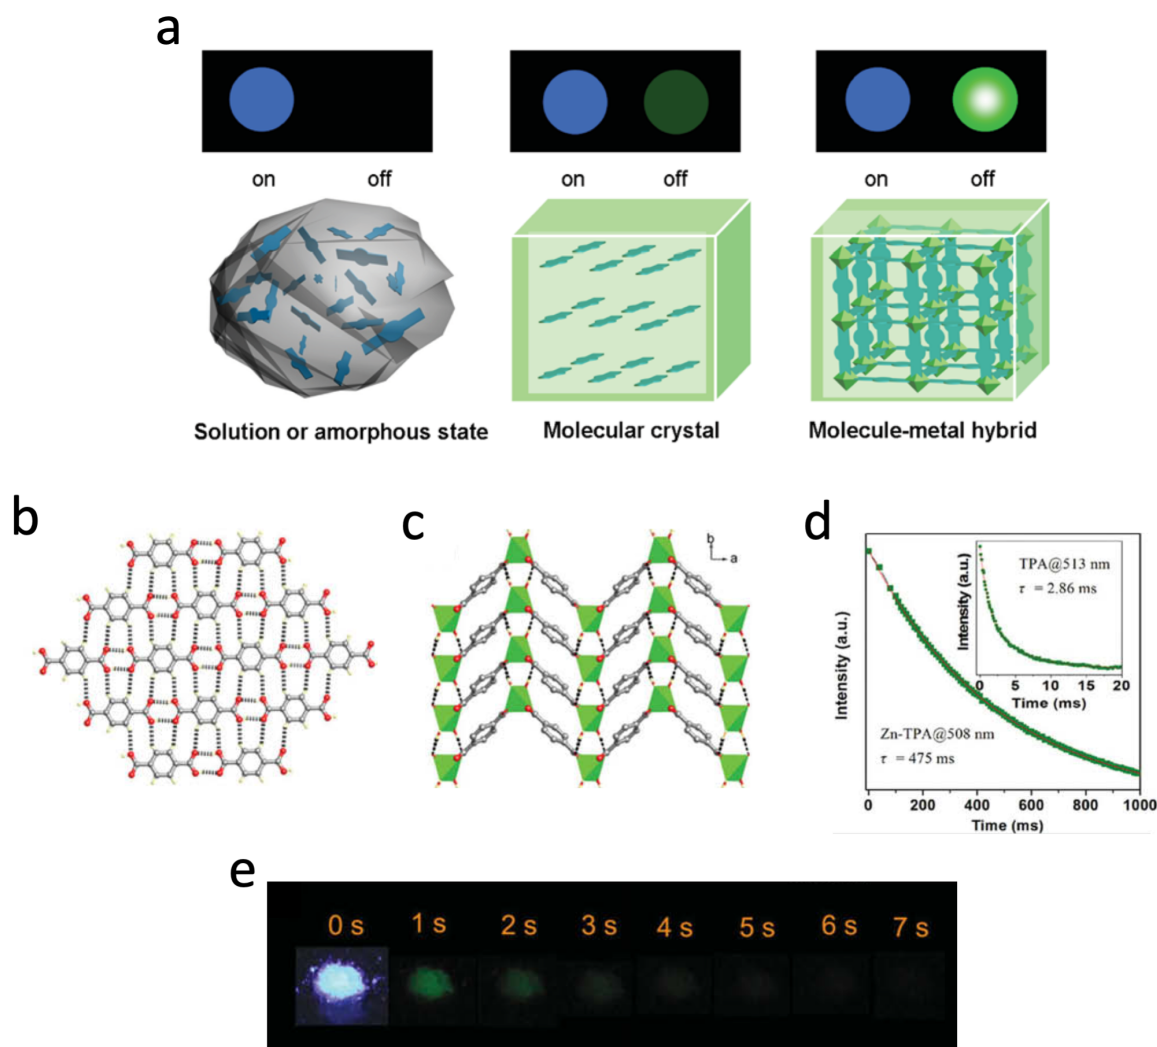 a
on off
on off
on off
Solution or amorphous state
Molecular crystal
Molecule-metal hybrid
b
c
b
a
d
Intensity (a.u.)
Intensity (a.u.)
TPA@513 nm
τ = 2.86 ms
0 5 10 15 20
Time (ms)
Zn-TPA@508 nm
τ = 475 ms
0 200 400 600 800 1000
Time (ms)
e
0 s 1 s 2 s 3 s 4 s 5 s 6 s 7 s